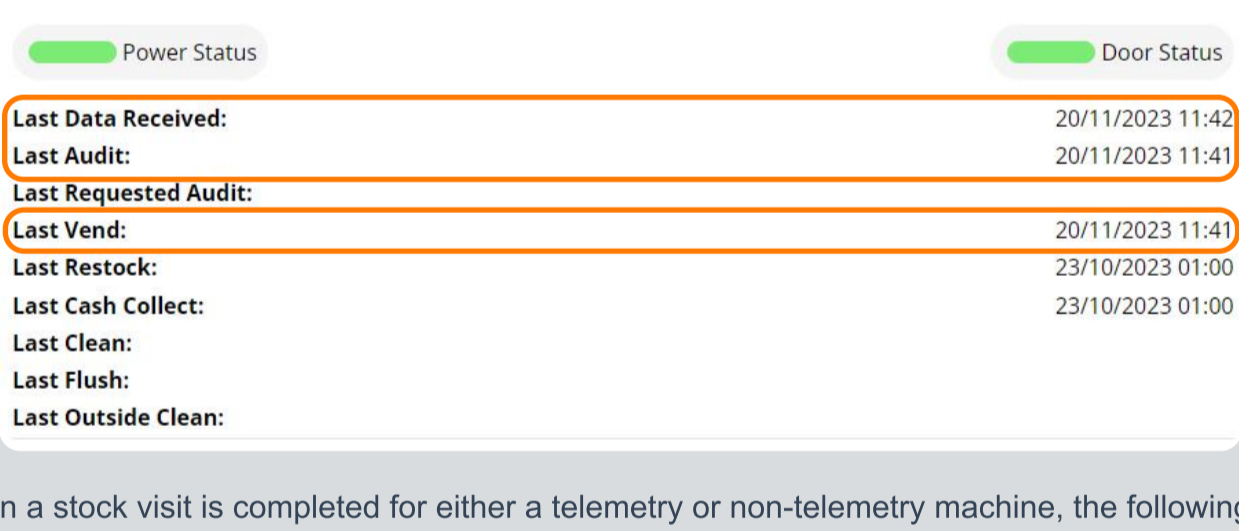 Power Status Door Status
Last Data Received: 20/11/2023 11:42
Last Audit: 20/11/2023 11:41
Last Requested Audit:
Last Vend: 20/11/2023 11:41
Last Restock: 23/10/2023 01:00
Last Cash Collect: 23/10/2023 01:00
Last Clean:
Last Flush:
Last Outside Clean:
n a stock visit is completed for either a telemetry or non-telemetry machine, the following